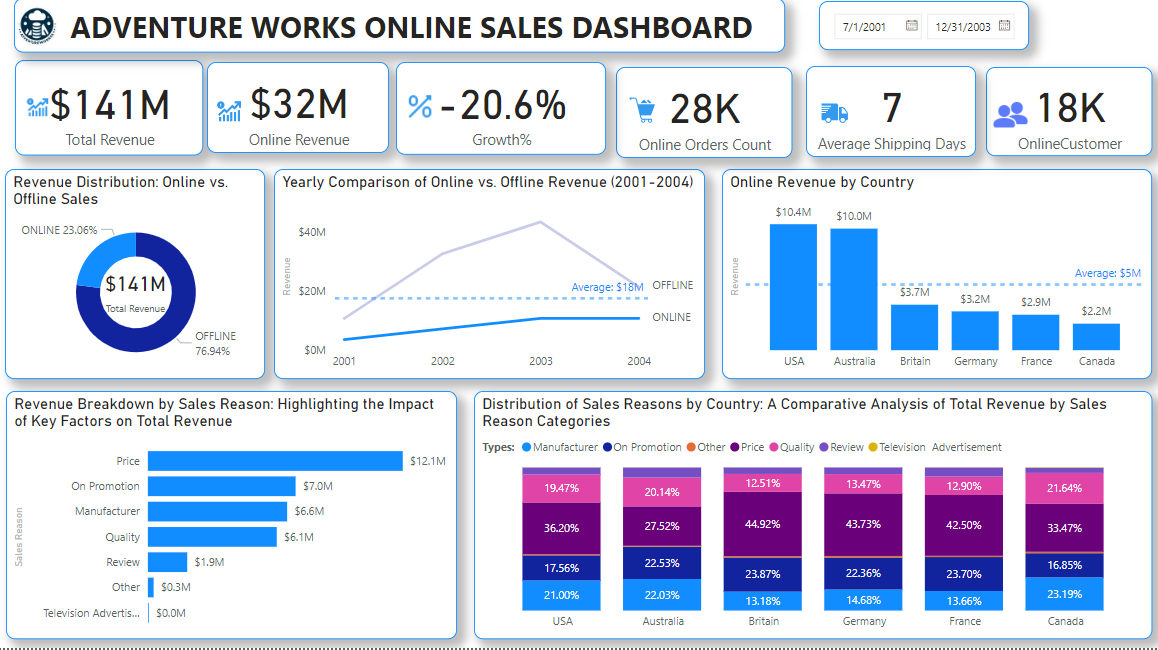 ADVENTURE WORKS ONLINE SALES DASHBOARD
7/1/2001
12/31/2003
$141M
Total Revenue
$32M
Online Revenue
-20.6%
Growth%
28K
Online Orders Count
7
Average Shipping Days
18K
OnlineCustomer
Revenue Distribution: Online vs.
Offline Sales
ONLINE 23.06%
$141M
Total Revenue
OFFLINE
76.94%
Yearly Comparison of Online vs. Offline Revenue (2001-2004)
Revenue
$40M
$20M
$0M
Average: $18M
OFFLINE
ONLINE
2001
2002
2003
2004
Online Revenue by Country
Revenue
$10.4M
$10.0M
$3.7M
$3.2M
$2.9M
$2.2M
Average: $5M
USA
Australia
Britain
Germany
France
Canada
Revenue Breakdown by Sales Reason: Highlighting the Impact
of Key Factors on Total Revenue
Sales Reason
Price $12.1M
On Promotion $7.0M
Manufacturer $6.6M
Quality $6.1M
Review $1.9M
Other $0.3M
Television Advertis... $0.0M
Distribution of Sales Reasons by Country: A Comparative Analysis of Total Revenue by Sales
Reason Categories
Types: Manufacturer On Promotion Other Price Quality Review Television Advertisement
19.47%
36.20%
17.56%
21.00%
USA
20.14%
27.52%
22.53%
22.03%
Australia
12.51%
44.92%
23.87%
13.18%
Britain
13.47%
43.73%
22.36%
14.68%
Germany
12.90%
42.50%
23.70%
13.66%
France
21.64%
33.47%
16.85%
23.19%
Canada